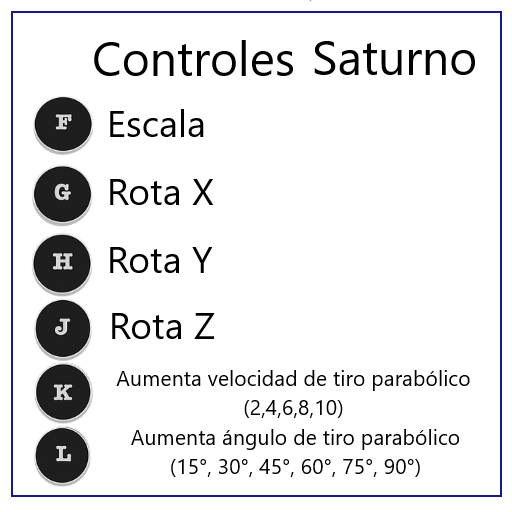 Controles Saturno
F Escala
G Rota X
H Rota Y
J Rota Z
K Aumenta velocidad de tiro parabólico
(2,4,6,8,10)
L Aumenta ángulo de tiro parabólico
(15°, 30°, 45°, 60°, 75°, 90°)